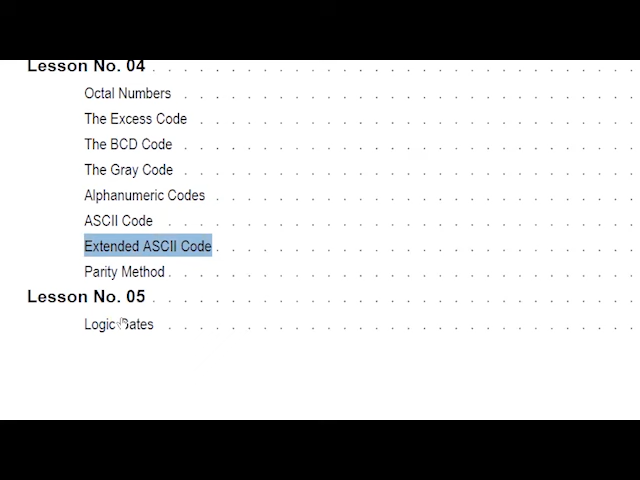 Lesson No. 04 . . . . . . . . . . . . . . . . . . . . . . . . . . . . . . .
Octal Numbers . . . . . . . . . . . . . . . . . . . . . . . . . . . . .
The Excess Code . . . . . . . . . . . . . . . . . . . . . . . . . . . .
The BCD Code . . . . . . . . . . . . . . . . . . . . . . . . . . . . .
The Gray Code . . . . . . . . . . . . . . . . . . . . . . . . . . . . .
Alphanumeric Codes . . . . . . . . . . . . . . . . . . . . . . . . . . .
ASCII Code . . . . . . . . . . . . . . . . . . . . . . . . . . . . . .
Extended ASCII Code . . . . . . . . . . . . . . . . . . . . . . . . . . .
Parity Method . . . . . . . . . . . . . . . . . . . . . . . . . . . . . .
Lesson No. 05 . . . . . . . . . . . . . . . . . . . . . . . . . . . . . . .
Logic Gates . . . . . . . . . . . . . . . . . . . . . . . . . . . . . .